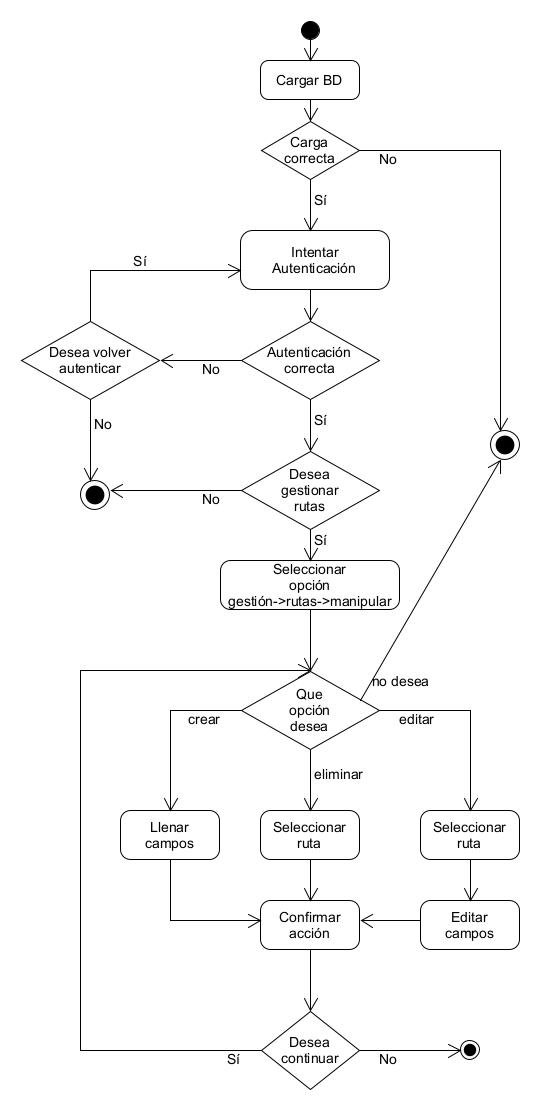 Cargar BD
Carga
correcta
No
Sí
Intentar
Autenticación
Sí
Desea volver
autenticar
No
Autenticación
correcta
No
Sí
Desea
gestionar
rutas
No
Sí
Seleccionar
opción
gestión->rutas->manipular
no desea
Que
opción
desea
crear
editar
eliminar
Llenar
campos
Seleccionar
ruta
Seleccionar
ruta
Confirmar
acción
Editar
campos
Desea
continuar
Sí
No